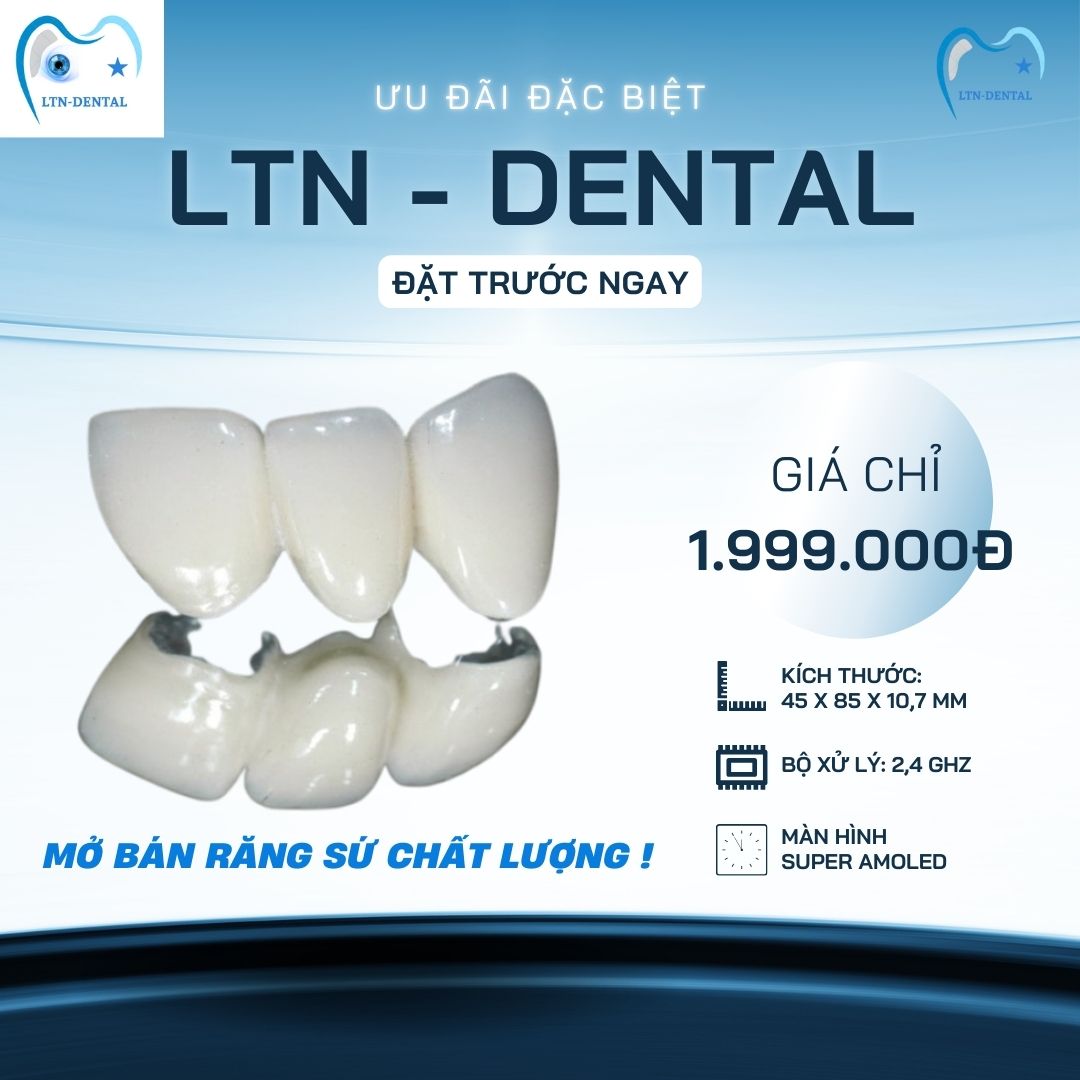 LTN-DENTAL
LTN-DENTAL
ƯU ĐÃI ĐẶC BIỆT
LTN - DENTAL
ĐẶT TRƯỚC NGAY
GIÁ CHỈ
1.999.000Đ
KÍCH THƯỚC:
45 X 85 X 10,7 MM
BỘ XỬ LÝ: 2,4 GHZ
MÀN HÌNH
SUPER AMOLED
MỞ BÁN RĂNG SỨ CHẤT LƯỢNG !